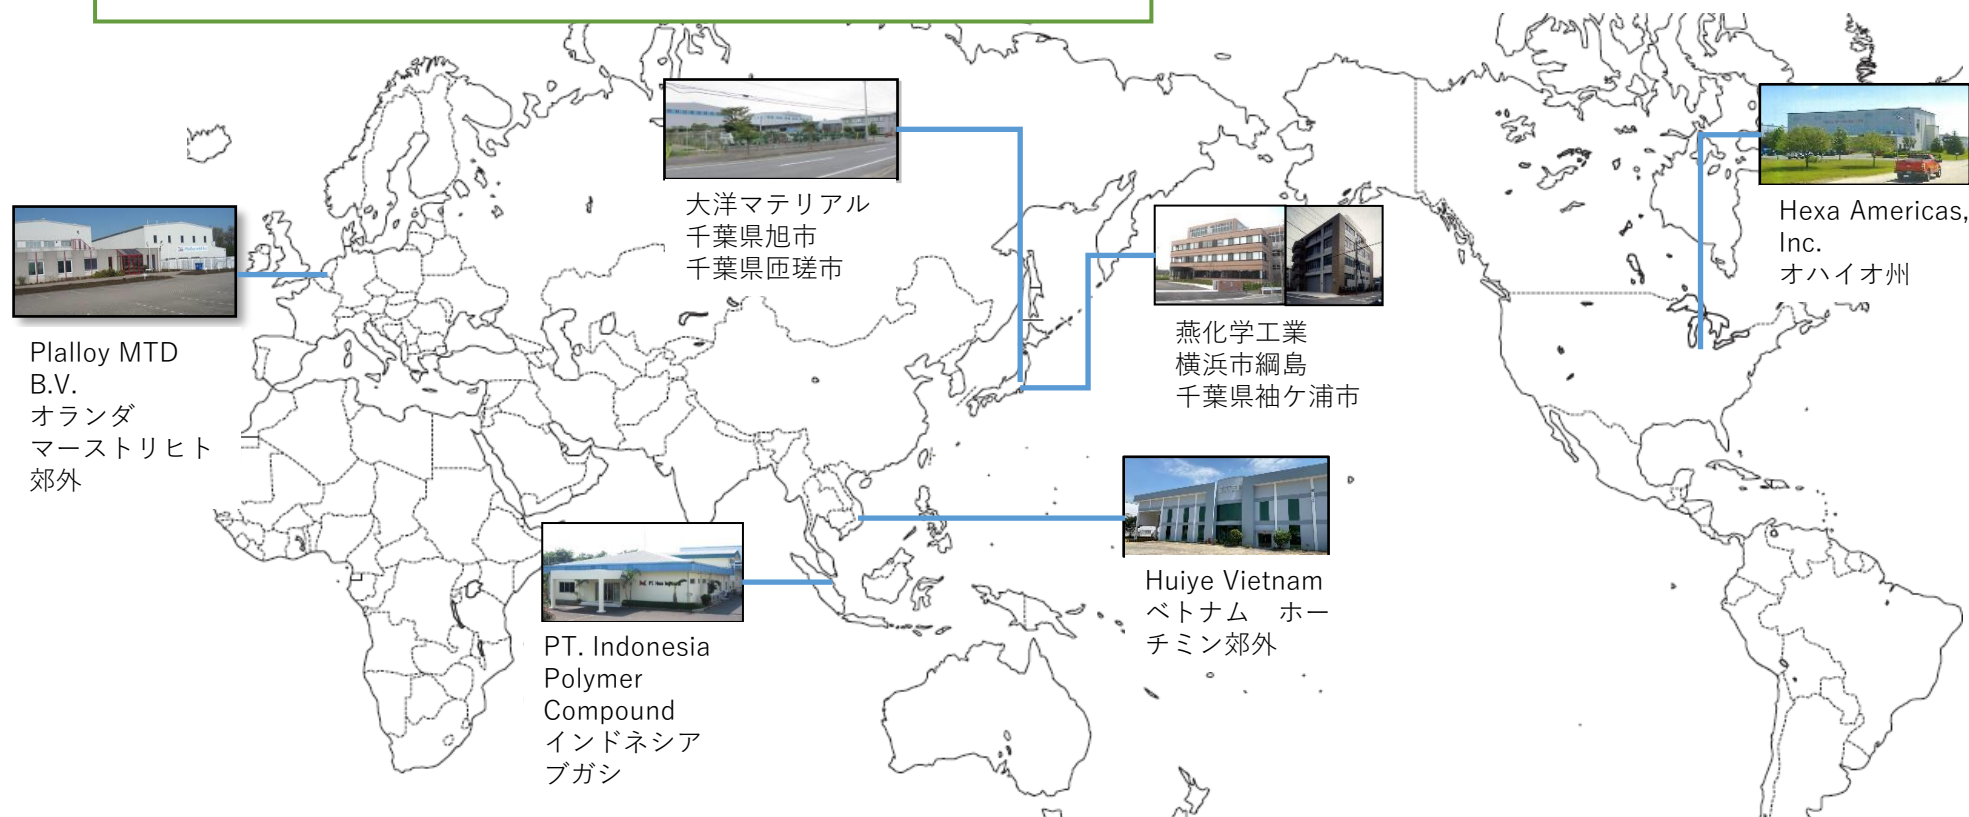 大洋マテリアル
千葉県旭市
千葉県匝瑳市
Hexa Americas,
Inc.
オハイオ州
燕化学工業
横浜市綱島
千葉県袖ケ浦市
Plalloy MTD
B.V.
オランダ
マーストリヒト
郊外
Huiye Vietnam
ベトナム ホー
チミン郊外
PT. Indonesia
Polymer
Compound
インドネシア
ブガシ